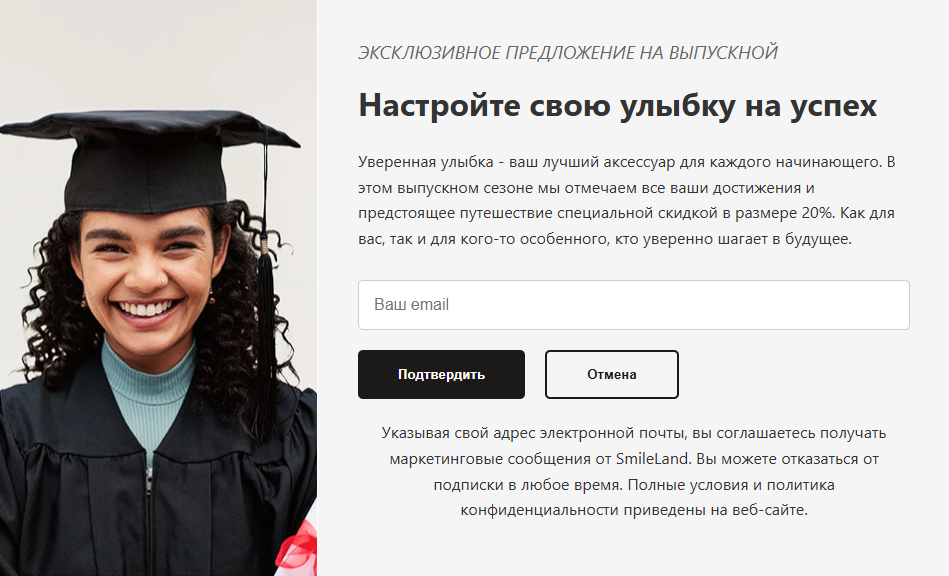 ЭКСКЛЮЗИВНОЕ ПРЕДЛОЖЕНИЕ НА ВЫПУСКНОЙ
Настройте свою улыбку на успех
Уверенная улыбка - ваш лучший аксессуар для каждого начинающего. В
этом выпускном сезоне мы отмечаем все ваши достижения и
предстоящее путешествие специальной скидкой в размере 20%. Как для
вас, так и для кого-то особенного, кто уверенно шагает в будущее.
Ваш email
Подтвердить
Отмена
Указывая свой адрес электронной почты, вы соглашаетесь получать
маркетинговые сообщения от SmileLand. Вы можете отказаться от
подписки в любое время. Полные условия и политика
конфиденциальности приведены на веб-сайте.